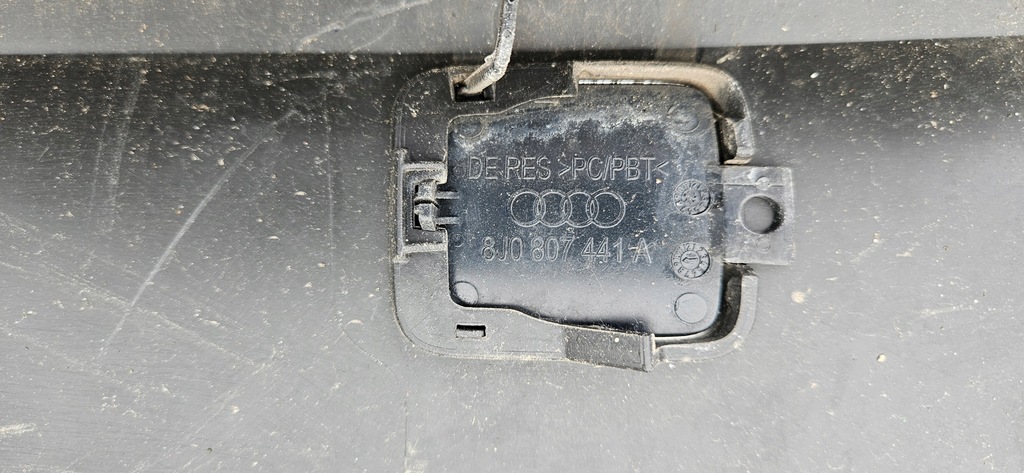 DE RES >PC/PBT<
8J0 807 441 A